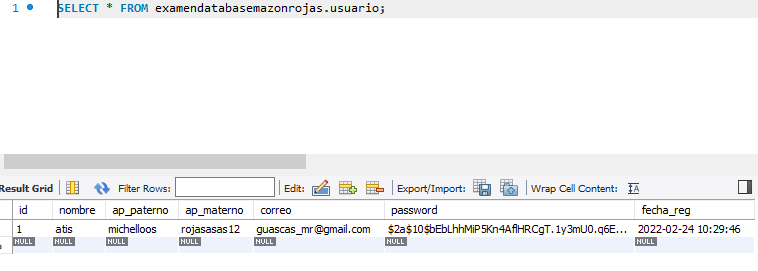 1 SELECT * FROM examendatabasemazonrojas.usuario;
Result Grid Filter Rows: Edit: Export/Import: Wrap Cell Content: IA
id nombre ap_paterno ap_materno correo password fecha_reg
1 atis michelloos rojasasas12 guascas_mr@gmail.com $2a$10$bEbLhhMiP5Kn4AflHRCgT.1y3mU0.q6E... 2022-02-24 10:29:46
NULL NULL NULL NULL NULL NULL NULL